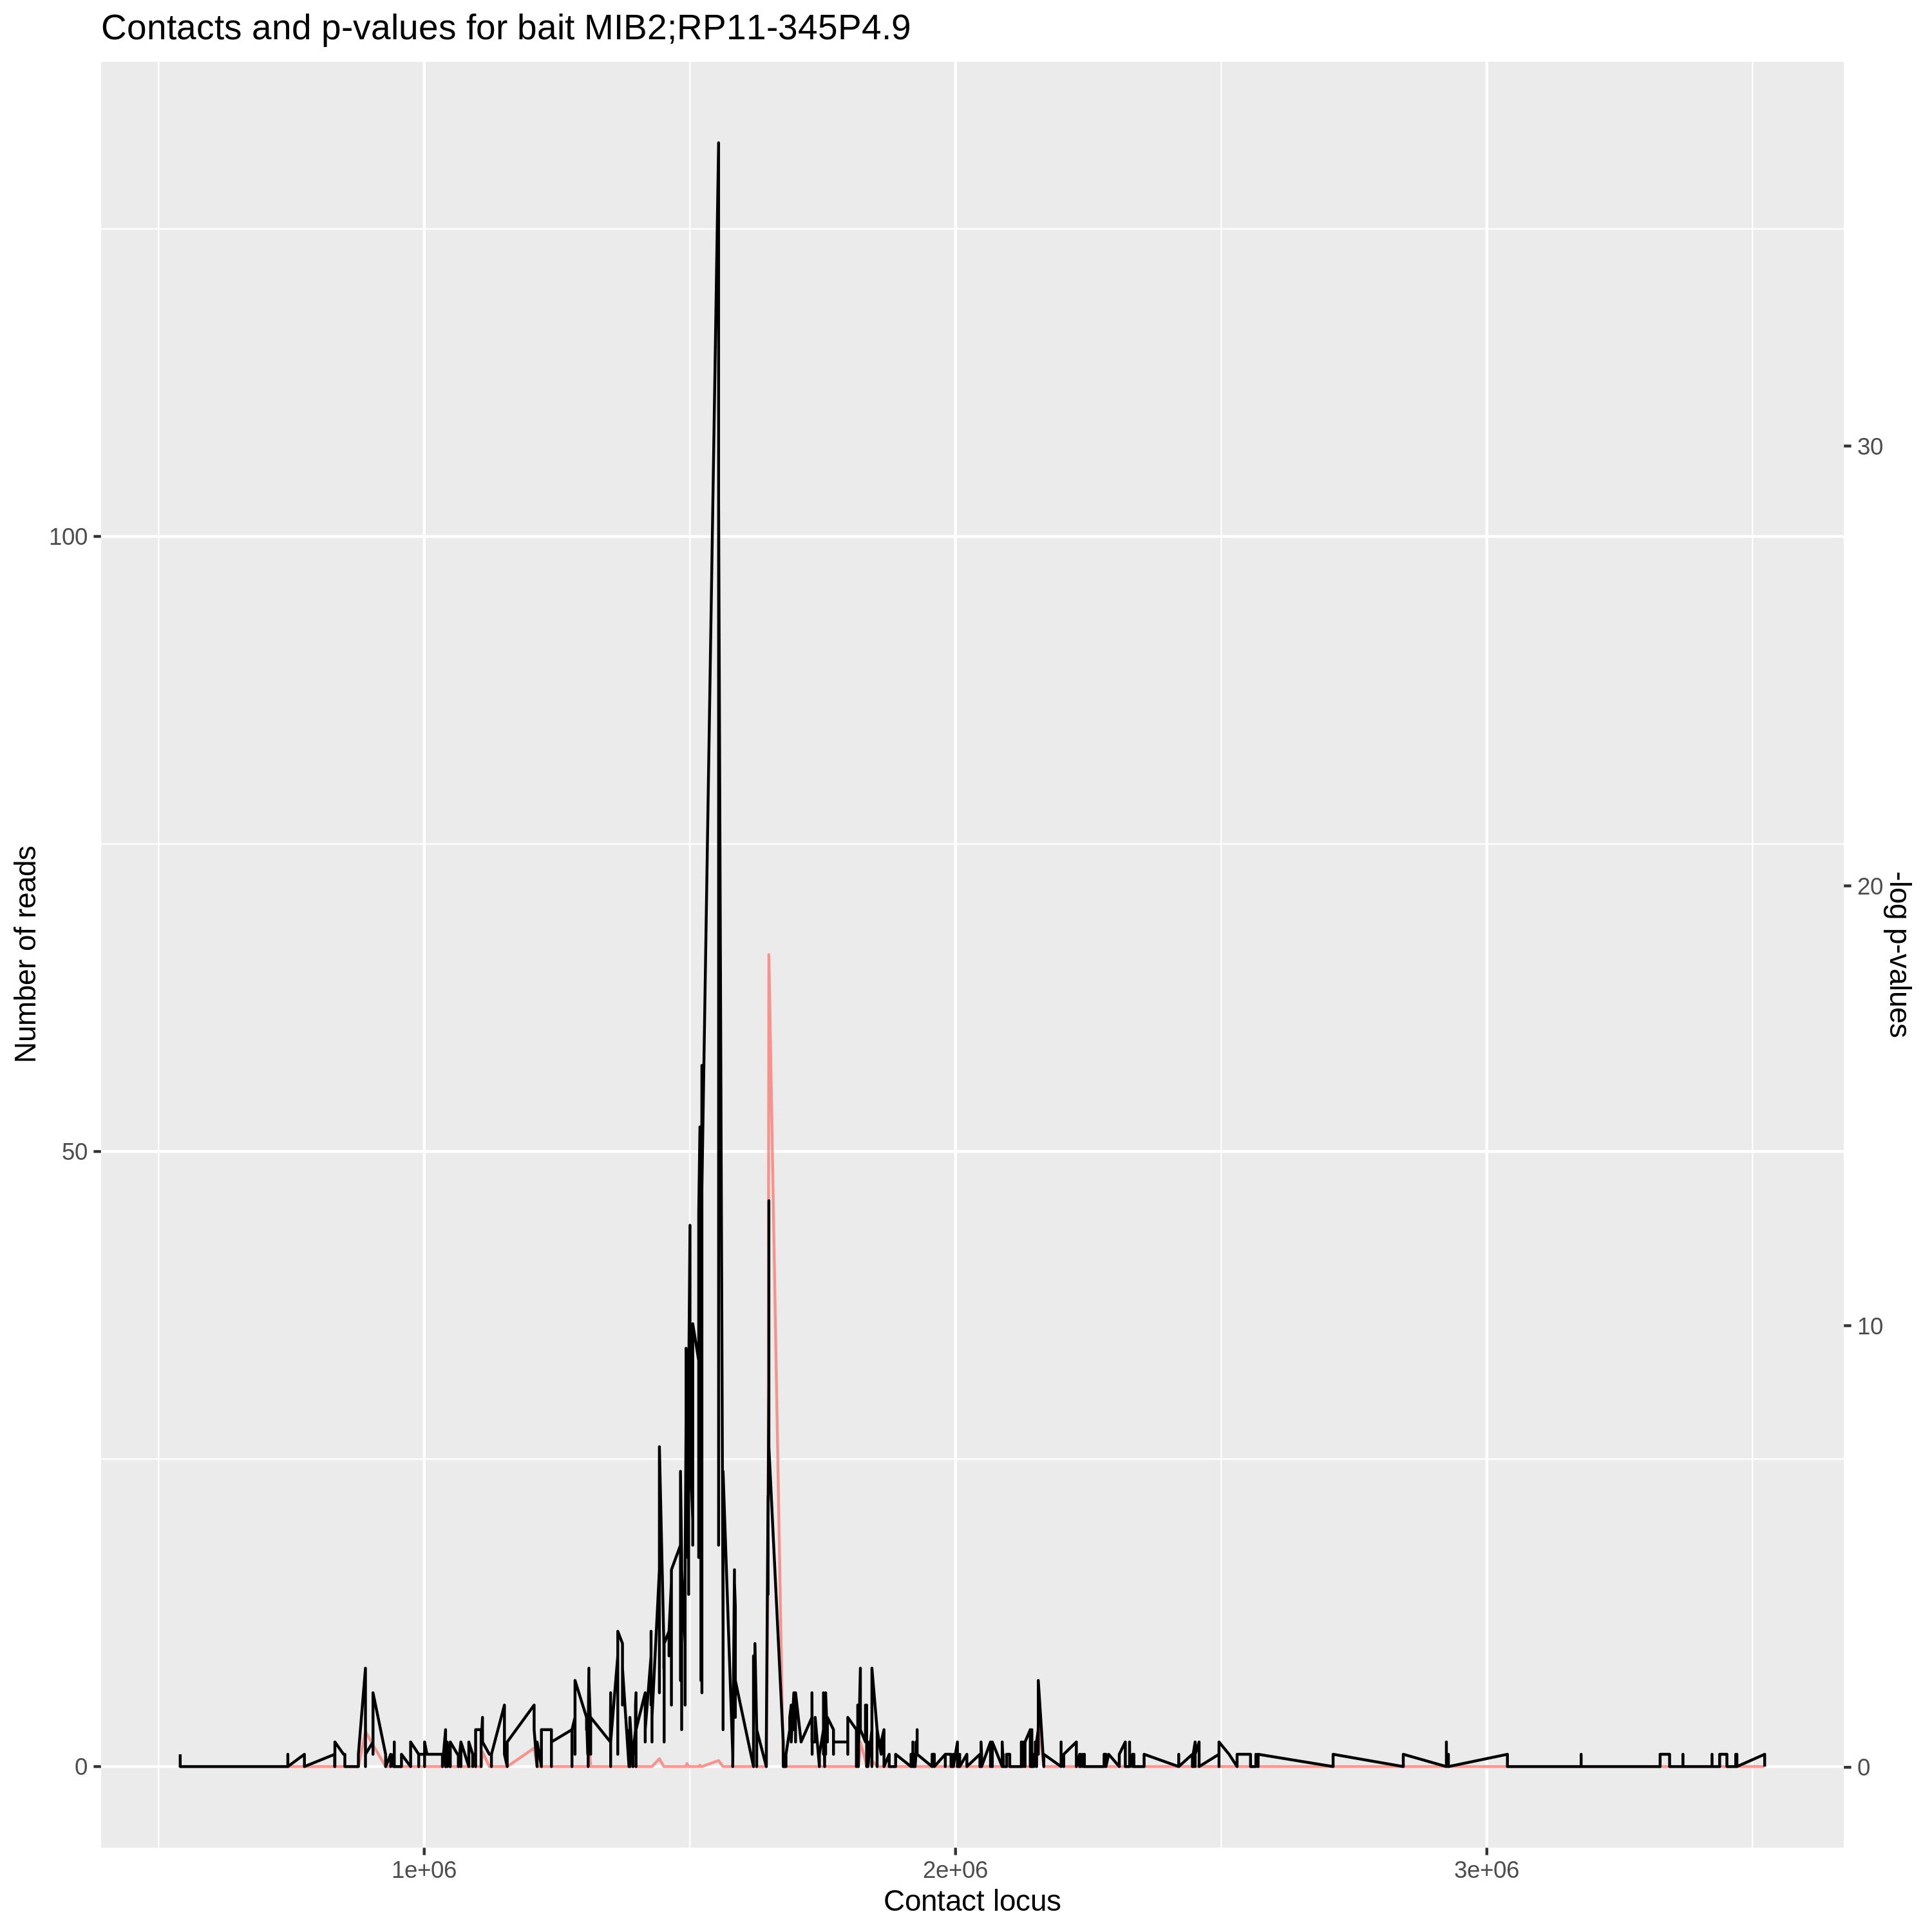 Contacts and p-values for bait MIB2;RP11-345P4.9
Number of reads
100
50
0
30
20
10
0
-log p-values
1e+06
2e+06
3e+06
Contact locus